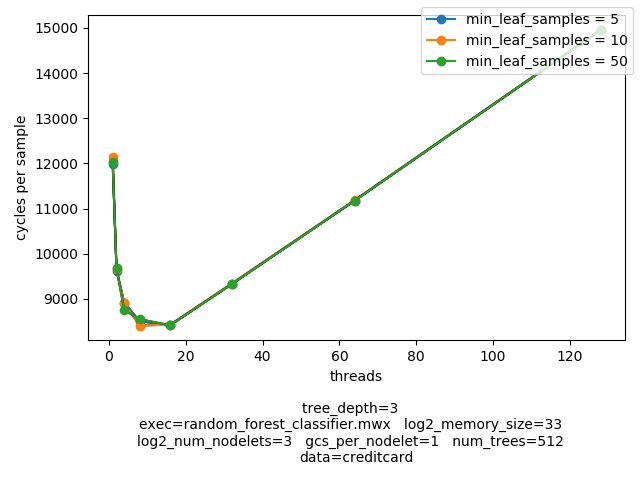 min_leaf_samples = 5
min_leaf_samples = 10
min_leaf_samples = 50
15000
14000
13000
12000
11000
10000
9000
cycles per sample
0 20 40 60 80 100 120
threads
tree_depth=3
exec=random_forest_classifier.mwx log2_memory_size=33
log2_num_nodelets=3 gcs_per_nodelet=1 num_trees=512
data=creditcard